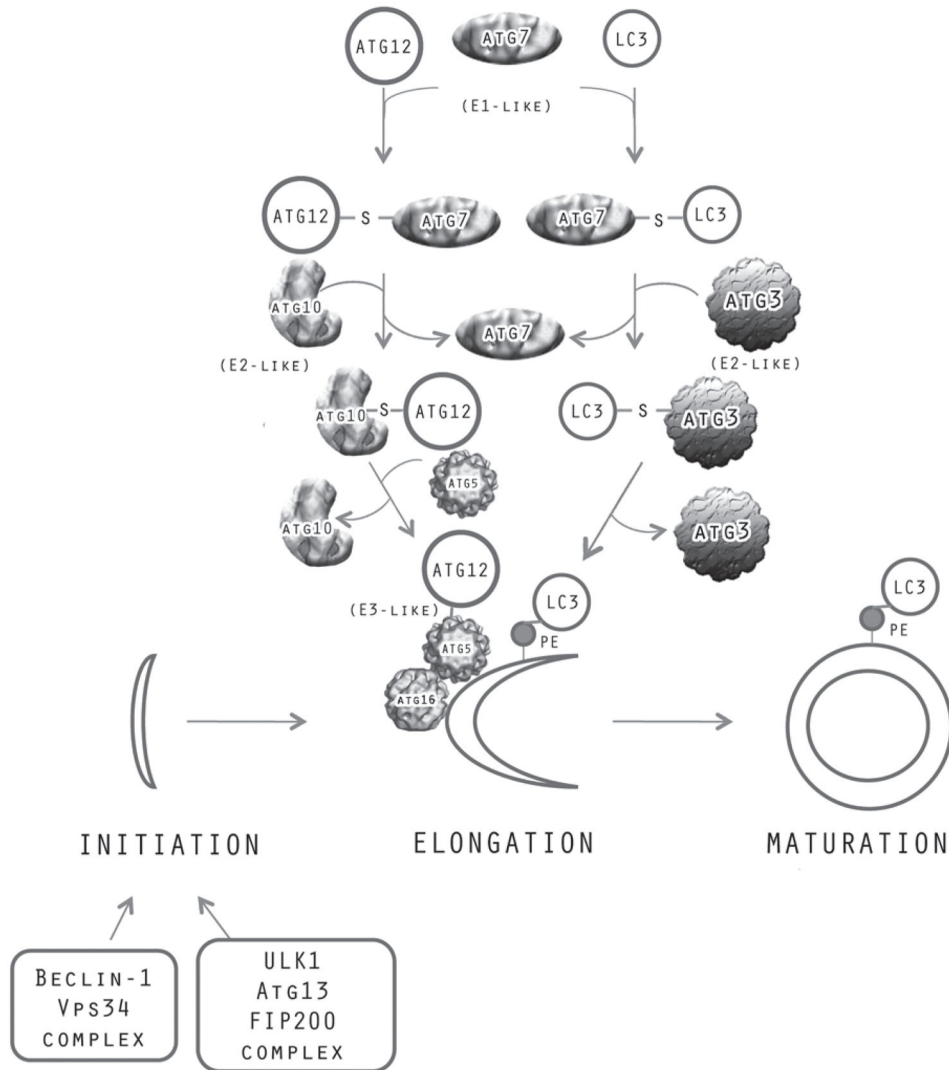 ATG12
ATG7
LC3
(E1-LIKE)
ATG12
S
ATG7
ATG7
S
LC3
ATG10
ATG3
ATG7
(E2-LIKE)
(E2-LIKE)
ATG10
S
ATG12
LC3
S
ATG3
ATG5
ATG10
ATG3
ATG12
LC3
LC3
(E3-LIKE)
PE
PE
ATG5
ATG16
INITIATION
ELONGATION
MATURATION
BECLIN-1
VPS34
COMPLEX
ULK1
ATG13
FIP200
COMPLEX